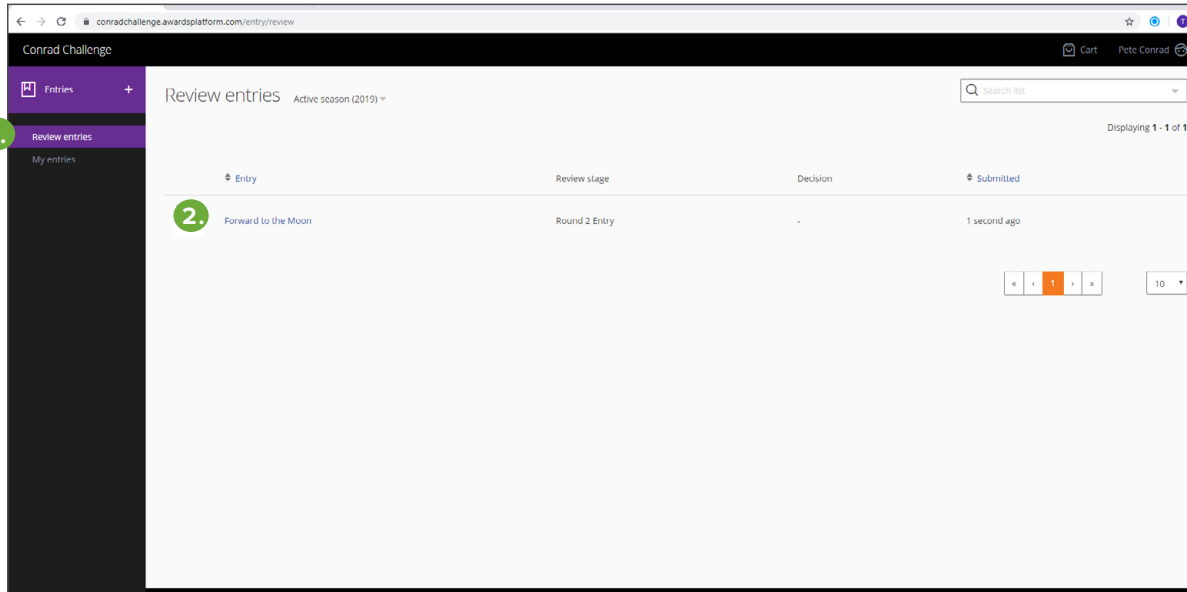 conradchallenge.awardsplatform.com/entry/review
Conrad Challenge
Cart Pete Conrad
Entries +
Review entries Active season (2019)
Search list
Displaying 1 - 1 of 1
Review entries
My entries
Entry Review stage Decision Submitted
2. Forward to the Moon Round 2 Entry - 1 second ago
« ‹ 1 › » 10